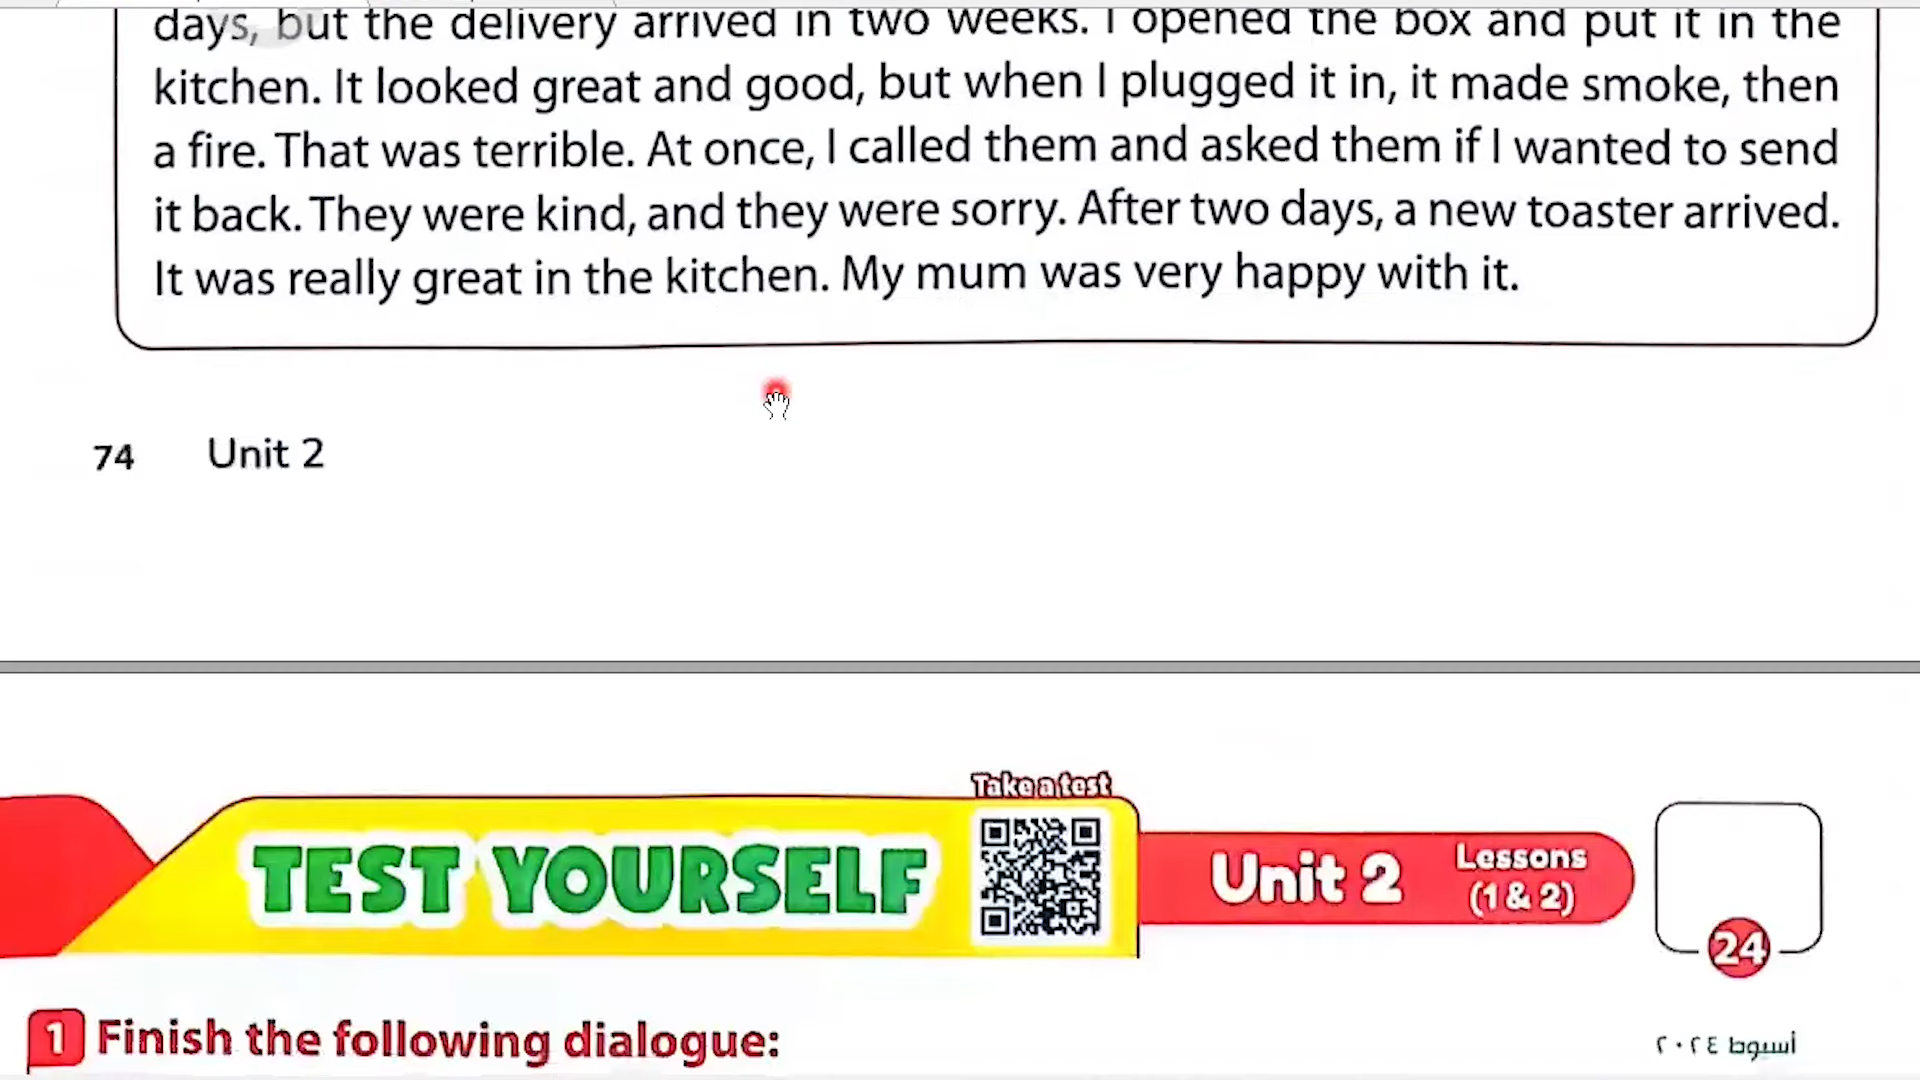 days, but the delivery arrived in two weeks. I opened the box and put it in the
kitchen. It looked great and good, but when I plugged it in, it made smoke, then
a fire. That was terrible. At once, I called them and asked them if I wanted to send
it back. They were kind, and they were sorry. After two days, a new toaster arrived.
It was really great in the kitchen. My mum was very happy with it.
74 Unit 2
Take a test
TEST YOURSELF
Unit 2 Lessons
(1 & 2)
24
1 Finish the following dialogue:
أسيوط ٢٠٢٤